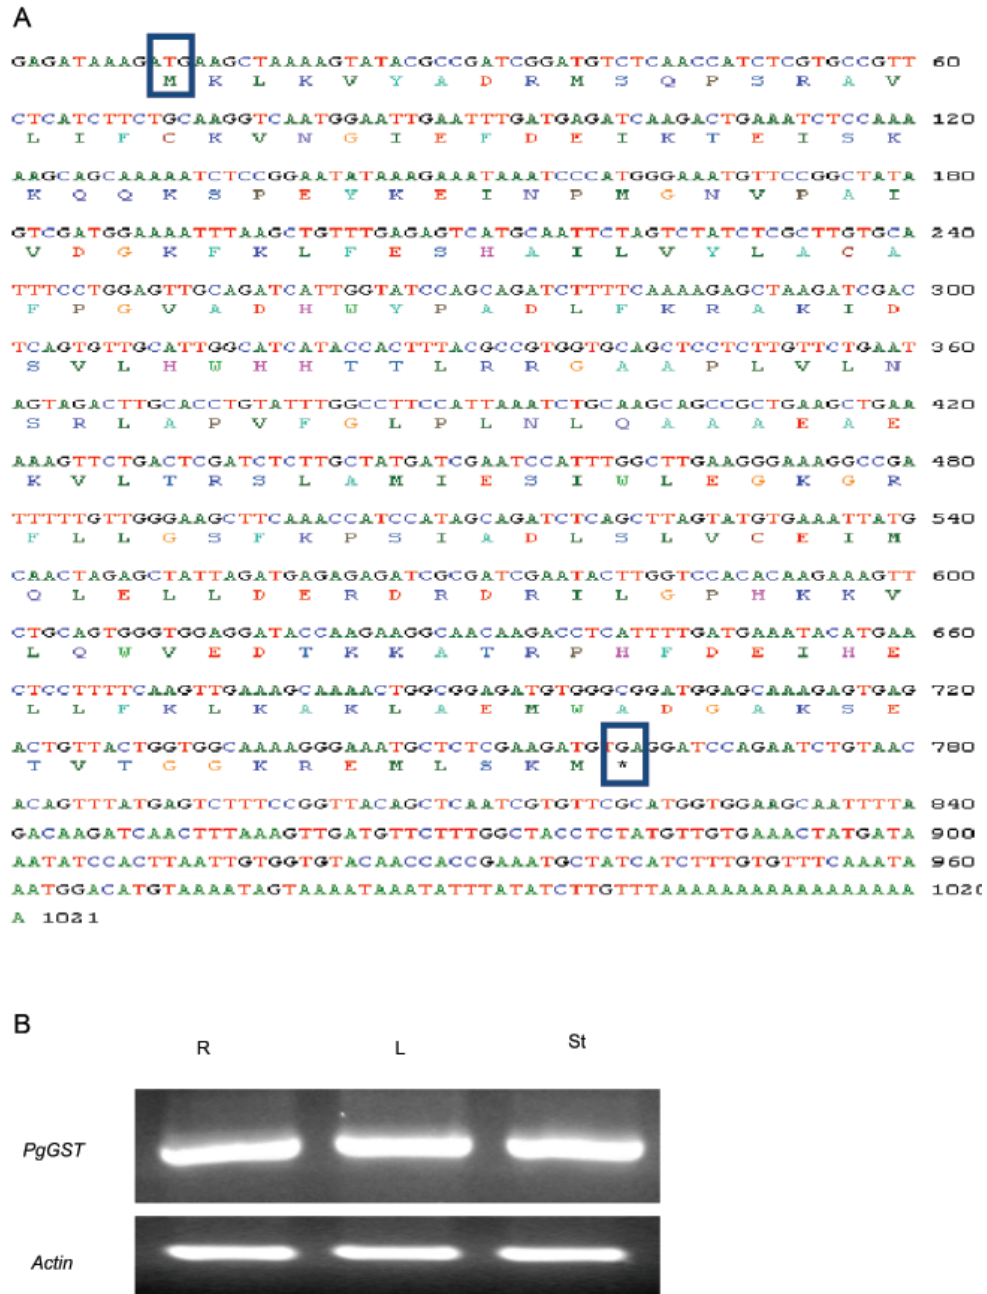 A
GAGATAAAGATGAAGCTAAAAGTATACGCCGATCGGATGTCTCAACCATCTCGTGCCGTT 60
M K L K V Y A D R M S Q P S R A V
CTCATCTTCTGCAAGGTCAATGGAATTGAATTTGATGAGATCAAGACTGAAATCTCCAAA 120
L I F C K V N G I E F D E I K T E I S K
AAGCAGCAAAAATCTCCGGAATATAAAGAAATAAATCCCATGGGAAATGTTCCGGCTATA 180
K Q Q K S P E Y K E I N P M G N V P A I
GTCGATGGAAAATTTAAGCTGTTTGAGAGTCATGCAATTCTAGTCTATCTCGCTTGTGCA 240
V D G K F K L F E S H A I L V Y L A C A
TTTCCTGGAGTTGCAGATCATTGGTATCCAGCAGATCTTTTCAAAAGAGCTAAGATCGAC 300
F P G V A D H W Y P A D L F K R A K I D
TCAGTGTTGCATTGGCATCATACCACTTTACGCCGTGGTGCAGCTCCTCTTGTTCTGAAT 360
S V L H W H H T T L R R G A A P L V L N
AGTAGACTTGCACCTGTATTTGGCCTTCCATTAAATCTGCAAGCAGCCGCTGAAGCTGAA 420
S R L A P V F G L P L N L Q A A A E A E
AAAGTTCTGACTCGATCTCTTGCTATGATCGAATCCATTTGGCTTGAAGGGAAAGGCCGA 480
K V L T R S L A M I E S I W L E G K G R
TTTTTGTTGGGAAGCTTCAAACCATCCATAGCAGATCTCAGCTTAGTATGTGAAATTATG 540
F L L G S F K P S I A D L S L V C E I M
CAACTAGAGCTATTAGATGAGAGAGATCGCGATCGAATACTTGGTCCACACAAGAAAGTT 600
Q L E L L D E R D R D R I L G P H K K V
CTGCAGTGGGTGGAGGATACCAAGAAGGCAACAAGACCTCATTTTGATGAAATACATGAA 660
L Q W V E D T K K A T R P H F D E I H E
CTCCTTTTCAAGTTGAAAGCAAAACTGGCGGAGATGTGGGCGGATGGAGCAAAGAGTGAG 720
L L F K L K A K L A E M W A D G A K S E
ACTGTTACTGGTGGCAAAAGGGAAATGCTCTCGAAGATGTGAGGATCCAGAATCTGTAAC 780
T V T G G K R E M L S K M *
ACAGTTTATGAGTCTTTCCGGTTACAGCTCAATCGTGTTCGCATGGTGGAAGCAATTTTA 840
GACAAGATCAACTTTAAAGTTGATGTTCTTTGGCTACCTCTATGTTGTGAAACTATGATA 900
AATATCCACTTAATTGTGGTGTACAACCACCGAAATGCTATCATCTTTGTGTTTCAAATA 960
AATGGACATGTAAAATAGTAAAATAAATATTTATATCTTGTTTAAAAAAAAAAAAAAAAA 1020
A 1021
B
R L St
PgGST
Actin